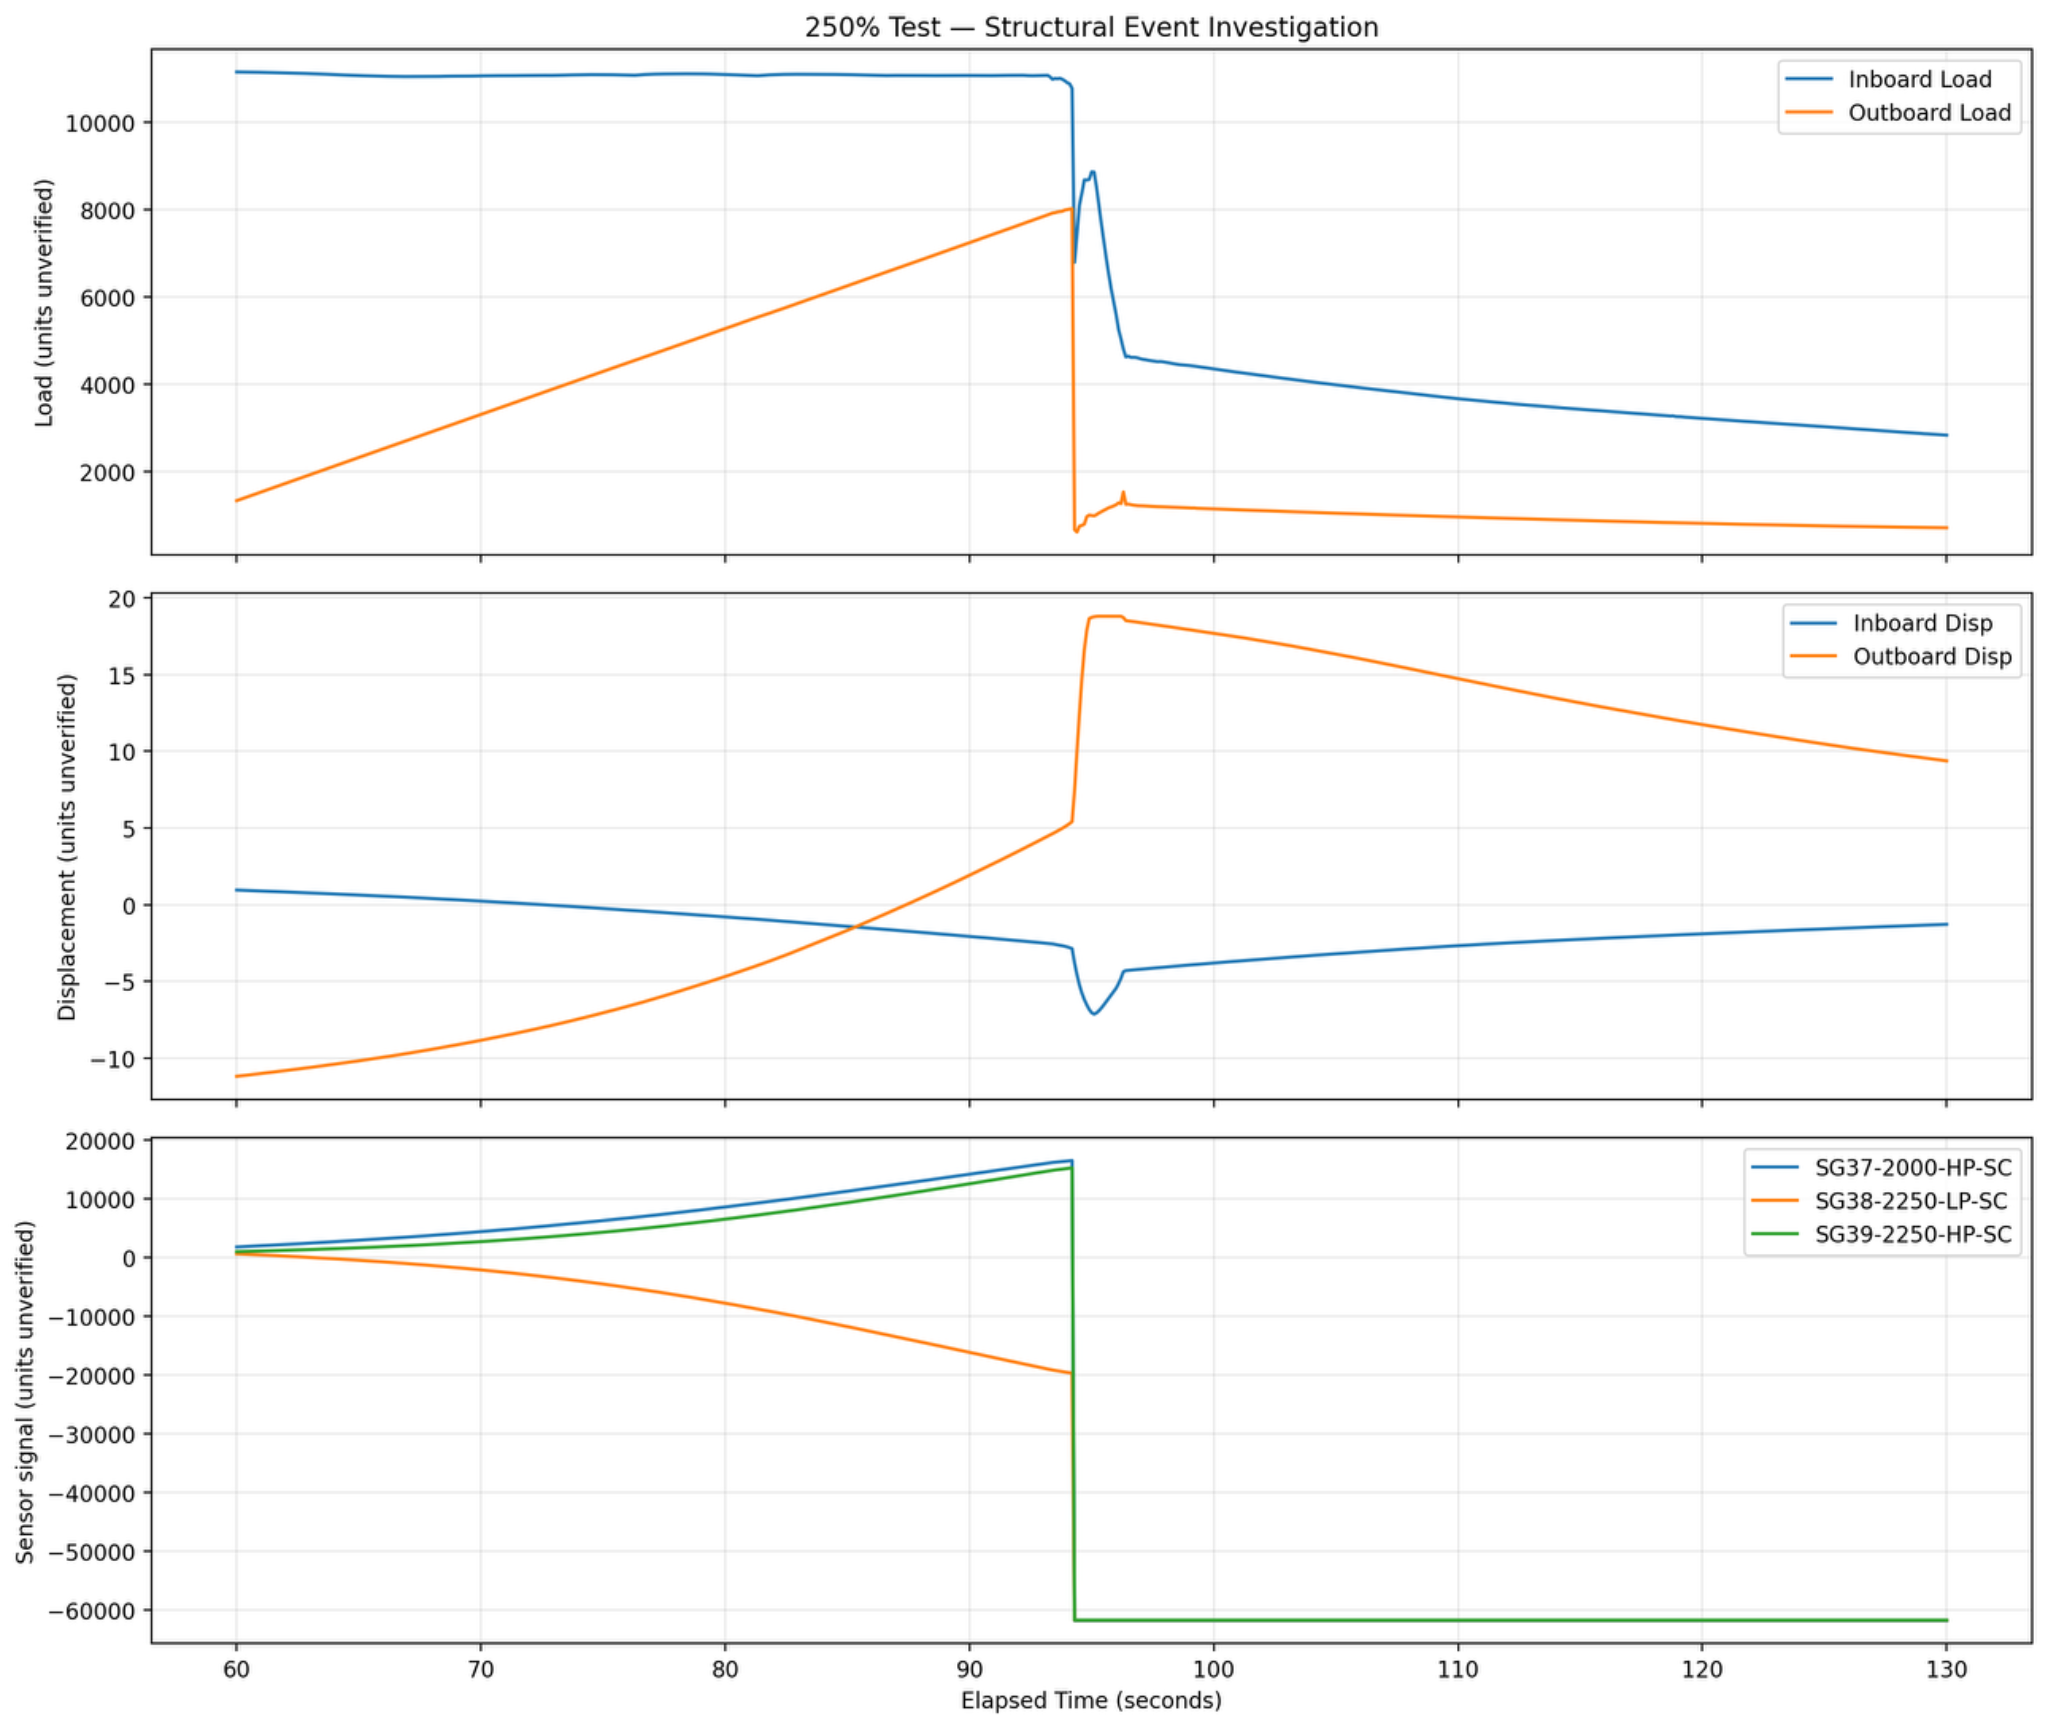 250% Test — Structural Event Investigation
Load (units unverified)
10000
8000
6000
4000
2000
Inboard Load
Outboard Load
Displacement (units unverified)
20
15
10
5
0
−5
−10
Inboard Disp
Outboard Disp
Sensor signal (units unverified)
20000
10000
0
−10000
−20000
−30000
−40000
−50000
−60000
SG37-2000-HP-SC
SG38-2250-LP-SC
SG39-2250-HP-SC
60 70 80 90 100 110 120 130
Elapsed Time (seconds)